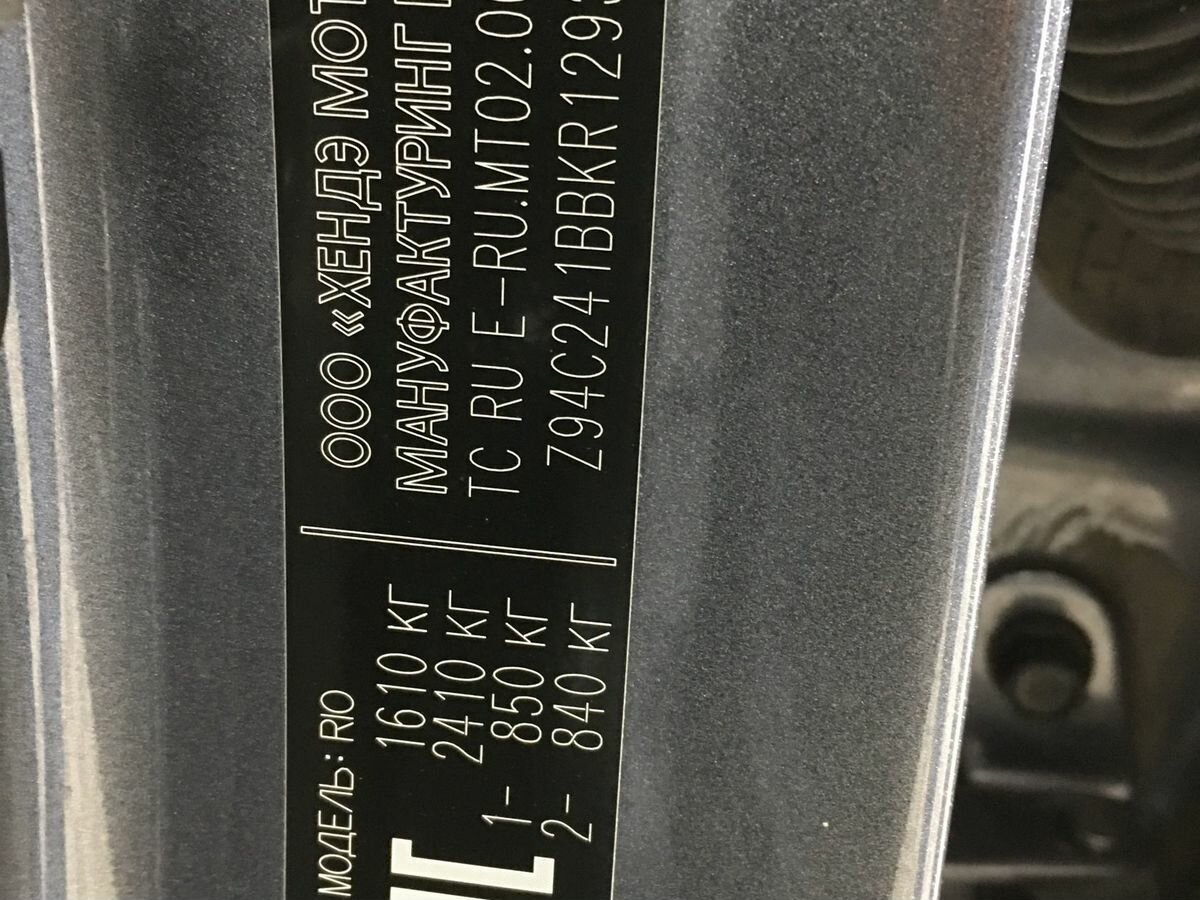 ООО «ХЕНДЭ МОТ
МАНУФАКТУРИНГ
TC RU E-RU.MT02.0
Z94C241BBKR129
МОДЕЛЬ: RIO
1610 кг
2410 кг
1- 850 кг
2- 840 кг